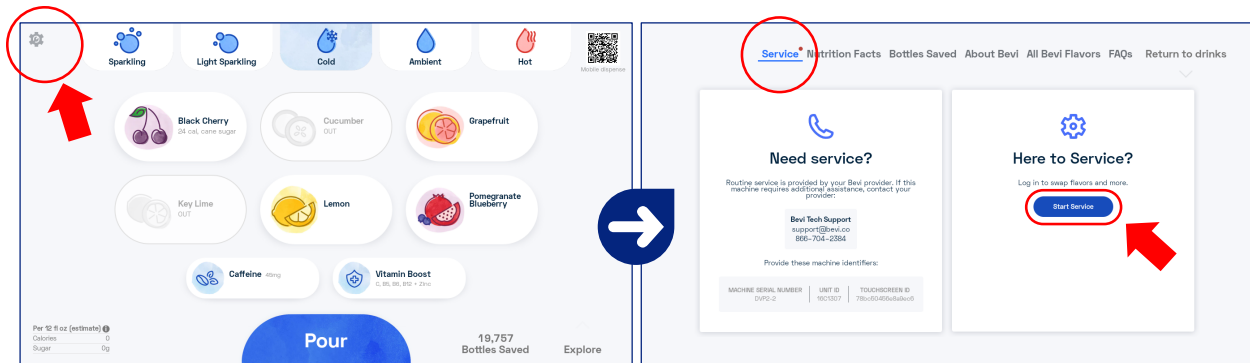 Sparkling
Light Sparkling
Cold
Ambient
Hot
Mobile dispense
Black Cherry
24 cal, cane sugar
Cucumber
OUT
Grapefruit
Key Lime
OUT
Lemon
Pomegranate
Blueberry
Caffeine 45mg
Vitamin Boost
C, B5, B6, B12 + Zinc
Per 12 fl oz (estimate)
Calories 0
Sugar 0g
Pour
19,757
Bottles Saved
Explore
Service Nutrition Facts Bottles Saved About Bevi All Bevi Flavors FAQs Return to drinks
Need service?
Routine service is provided by your Bevi provider. If this
machine requires additional assistance, contact your
provider:
Bevi Tech Support
support@bevi.co
866-704-2384
Provide these machine identifiers:
MACHINE SERIAL NUMBER UNIT ID TOUCHSCREEN ID
DVP2-2 16C1307
Here to Service?
Log in to swap flavors and more.
Start Service